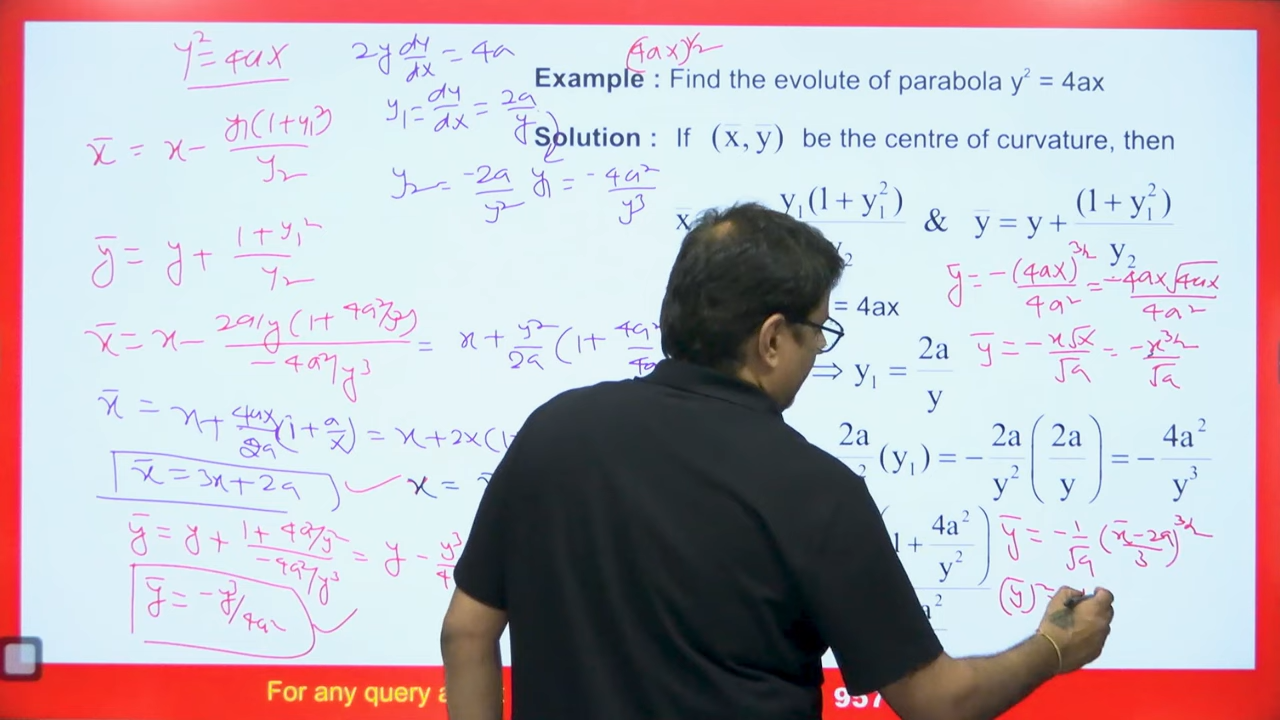 y² = 4ax
2y dy/dx = 4a
(4ax)^½
y₁ = dy/dx = 2a/y
x̄ = x - y₁(1+y₁²)/y₂
y₂ = -2a/y² y₁ = -4a²/y³
ȳ = y + (1+y₁²)/y₂
x̄ = x - 2a/y(1+4a²/y²)/(-4a²/y³) = x + y²/2a (1+
x̄ = x + 4ax/2a (1 + a/x) = x + 2x(1
x̄ = 3x + 2a
x =
ȳ = y + (1+4a²/y²)/(-4a²/y³) = y - y³
ȳ = -y³/4a²
Example : Find the evolute of parabola y² = 4ax
Solution : If (x̄, ȳ) be the centre of curvature, then
x̄ y₁(1 + y₁²) & ȳ = y + (1 + y₁²)/y₂
ȳ = -(4ax)^3/2/4a² = -4ax√4ax/4a²
= 4ax
ȳ = -x√x/√a = -x^3/2/√a
⇒ y₁ = 2a/y
2a (y₁) = -2a/y² (2a/y) = -4a²/y³
1 + 4a²/y²)
ȳ = -1/√a (x̄-2a/3)^3/2
(ȳ)² =
For any query
957